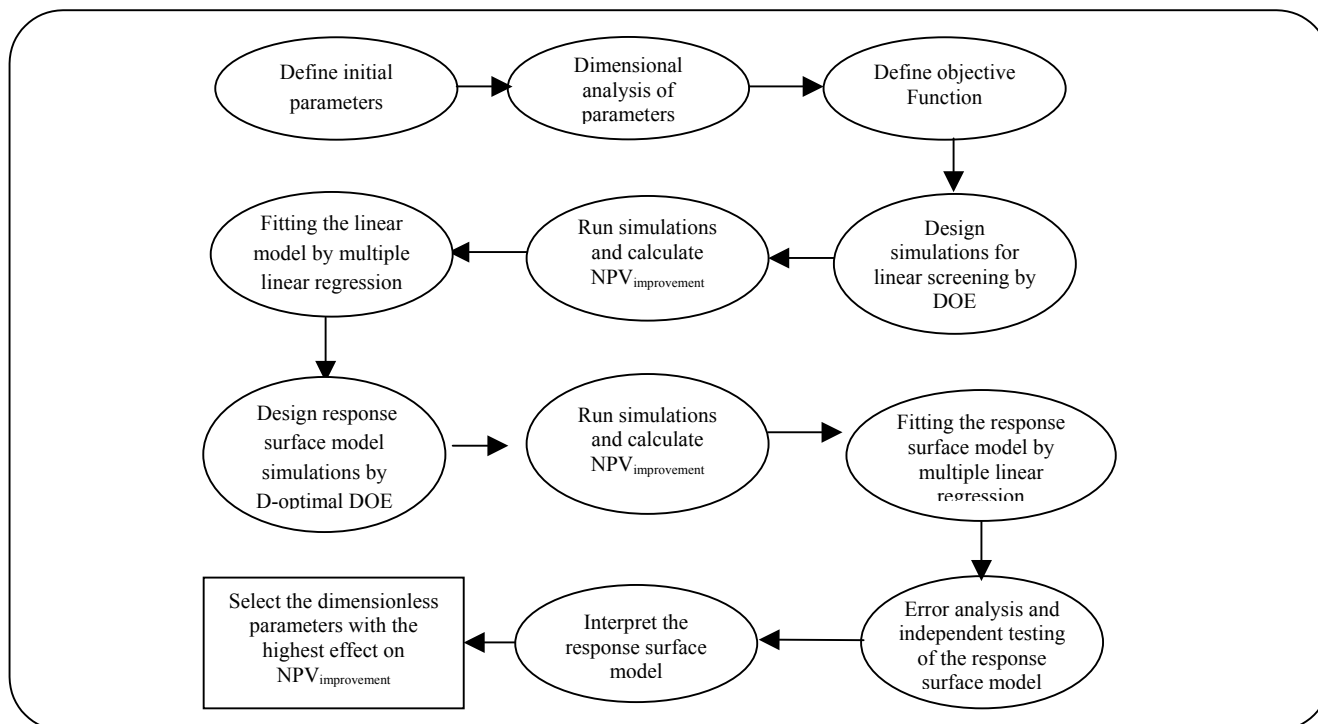 Define initial
parameters
Dimensional
analysis of
parameters
Define objective
Function
Design
simulations for
linear screening by
DOE
Run simulations
and calculate
NPVimprovement
Fitting the linear
model by multiple
linear regression
Design response
surface model
simulations by
D-optimal DOE
Run simulations
and calculate
NPVimprovement
Fitting the response
surface model by
multiple linear
regression
Error analysis and
independent testing
of the response
surface model
Interpret the
response surface
model
Select the dimensionless
parameters with the
highest effect on
NPVimprovement